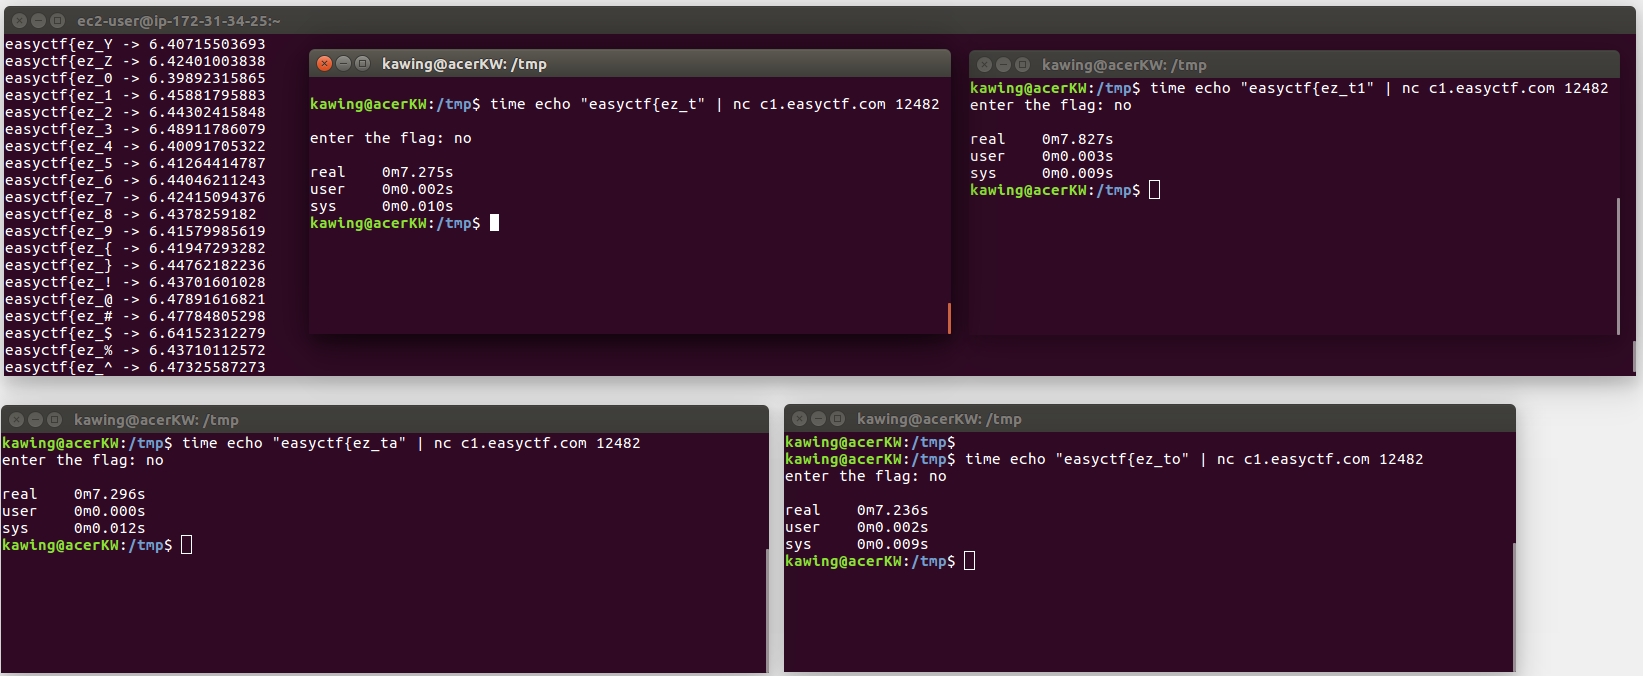 ec2-user@ip-172-31-34-25:~
easyctf{ez_Y -> 6.40715503693
easyctf{ez_Z -> 6.42401003838
easyctf{ez_0 -> 6.39892315865
easyctf{ez_1 -> 6.45881795883
easyctf{ez_2 -> 6.44302415848
easyctf{ez_3 -> 6.48911786079
easyctf{ez_4 -> 6.40091705322
easyctf{ez_5 -> 6.41264414787
easyctf{ez_6 -> 6.44046211243
easyctf{ez_7 -> 6.42415094376
easyctf{ez_8 -> 6.4378259182
easyctf{ez_9 -> 6.41579985619
easyctf{ez_{ -> 6.41947293282
easyctf{ez_} -> 6.44762182236
easyctf{ez_! -> 6.43701601028
easyctf{ez_@ -> 6.47891616821
easyctf{ez_# -> 6.47784805298
easyctf{ez_$ -> 6.64152312279
easyctf{ez_% -> 6.43710112572
easyctf{ez_^ -> 6.47325587273
kawing@acerKW: /tmp
kawing@acerKW:/tmp$ time echo "easyctf{ez_t" | nc c1.easyctf.com 12482
enter the flag: no
real 0m7.275s
user 0m0.002s
sys 0m0.010s
kawing@acerKW:/tmp$
kawing@acerKW: /tmp
kawing@acerKW:/tmp$ time echo "easyctf{ez_t1" | nc c1.easyctf.com 12482
enter the flag: no
real 0m7.827s
user 0m0.003s
sys 0m0.009s
kawing@acerKW:/tmp$
kawing@acerKW: /tmp
kawing@acerKW:/tmp$ time echo "easyctf{ez_ta" | nc c1.easyctf.com 12482
enter the flag: no
real 0m7.296s
user 0m0.000s
sys 0m0.012s
kawing@acerKW:/tmp$
kawing@acerKW: /tmp
kawing@acerKW:/tmp$
kawing@acerKW:/tmp$ time echo "easyctf{ez_to" | nc c1.easyctf.com 12482
enter the flag: no
real 0m7.236s
user 0m0.002s
sys 0m0.009s
kawing@acerKW:/tmp$